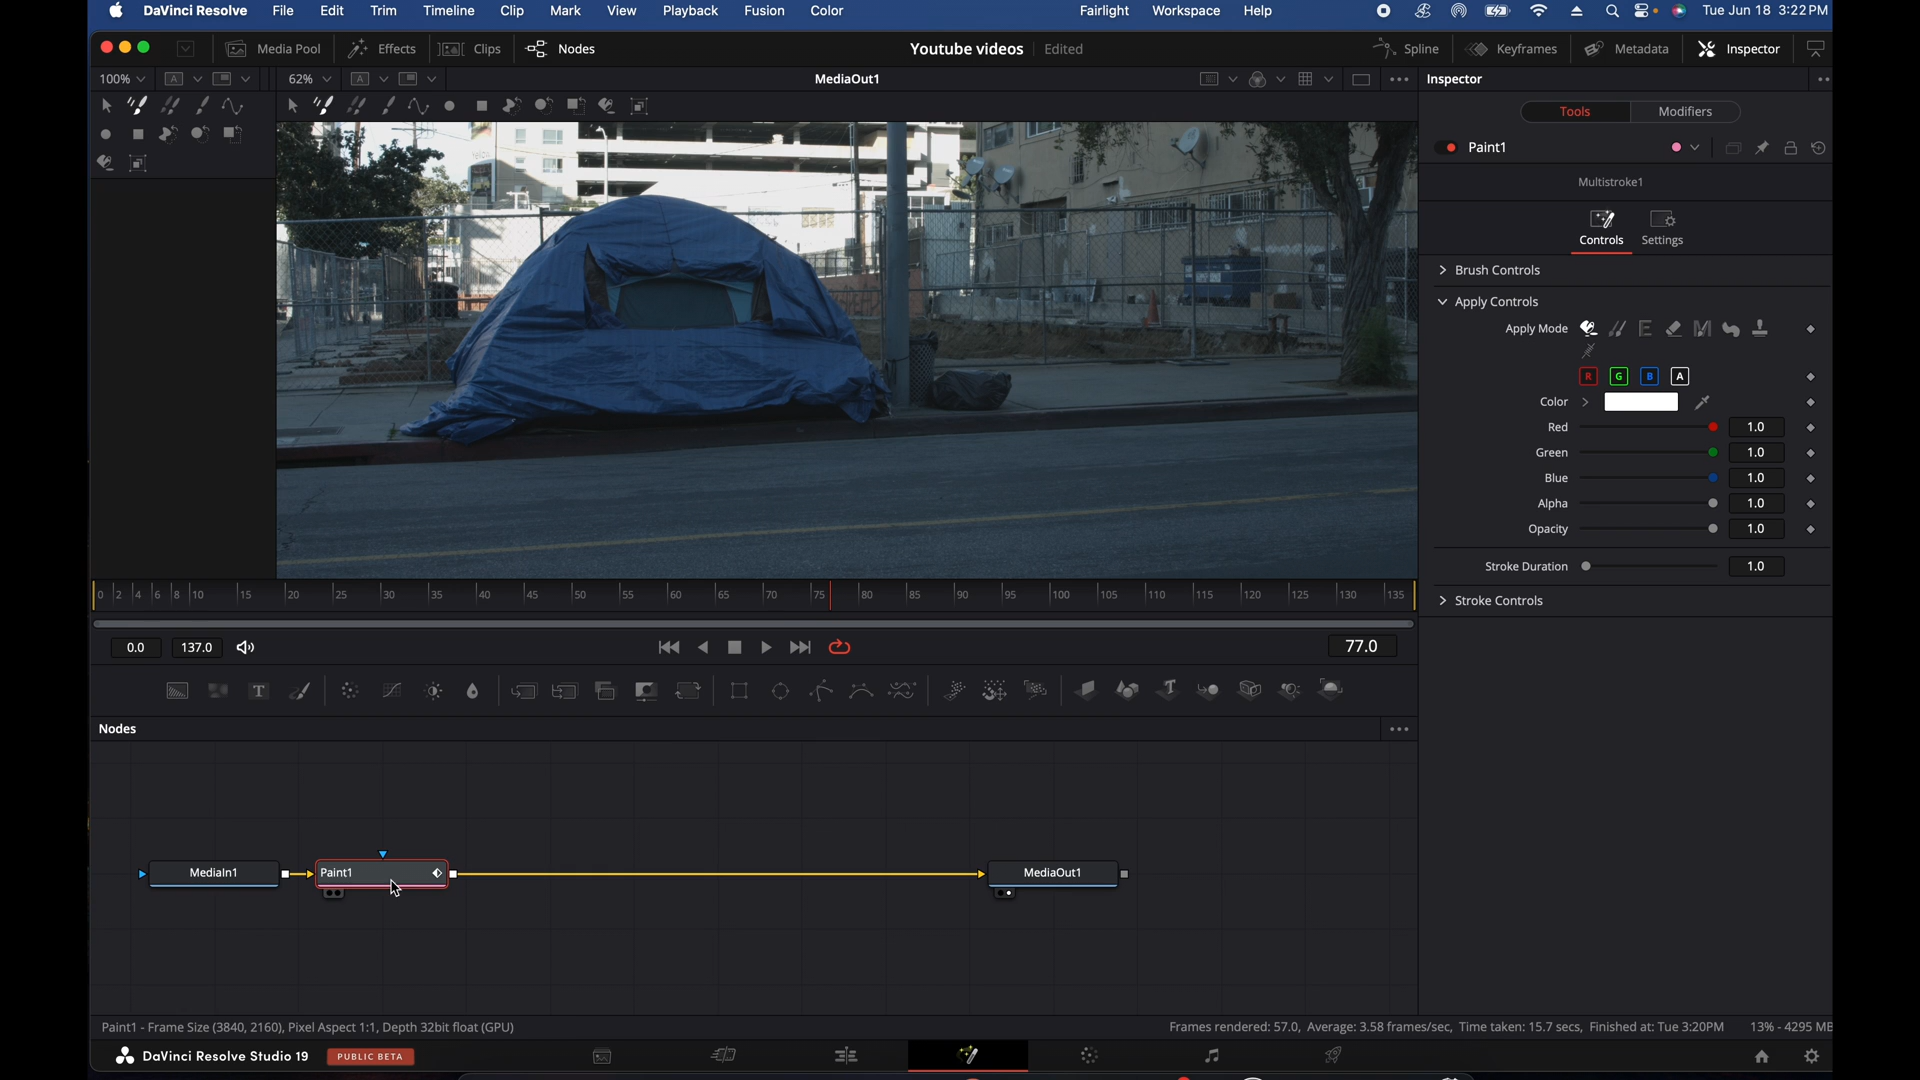 DaVinci Resolve File Edit Trim Timeline Clip Mark View Playback Fusion Color Fairlight Workspace Help Tue Jun 18 3:22 PM
Media Pool Effects Clips Nodes Youtube videos Edited Spline Keyframes Metadata Inspector
100% A 62% A MediaOut1 Inspector
Tools Modifiers
Paint1
Multistroke1
Controls Settings
Brush Controls
Apply Controls
Apply Mode E M
R G B A
Color
Red 1.0
Green 1.0
Blue 1.0
Alpha 1.0
Opacity 1.0
Stroke Duration 1.0
Stroke Controls
0 2 4 6 8 10 15 20 25 30 35 40 45 50 55 60 65 70 75 80 85 90 95 100 105 110 115 120 125 130 135
0.0 137.0 77.0
T T
Nodes
MediaIn1 Paint1 MediaOut1
Paint1 - Frame Size (3840, 2160), Pixel Aspect 1:1, Depth 32bit float (GPU) Frames rendered: 57.0, Average: 3.58 frames/sec, Time taken: 15.7 secs, Finished at: Tue 3:20PM 13% - 4295 MB
DaVinci Resolve Studio 19 PUBLIC BETA